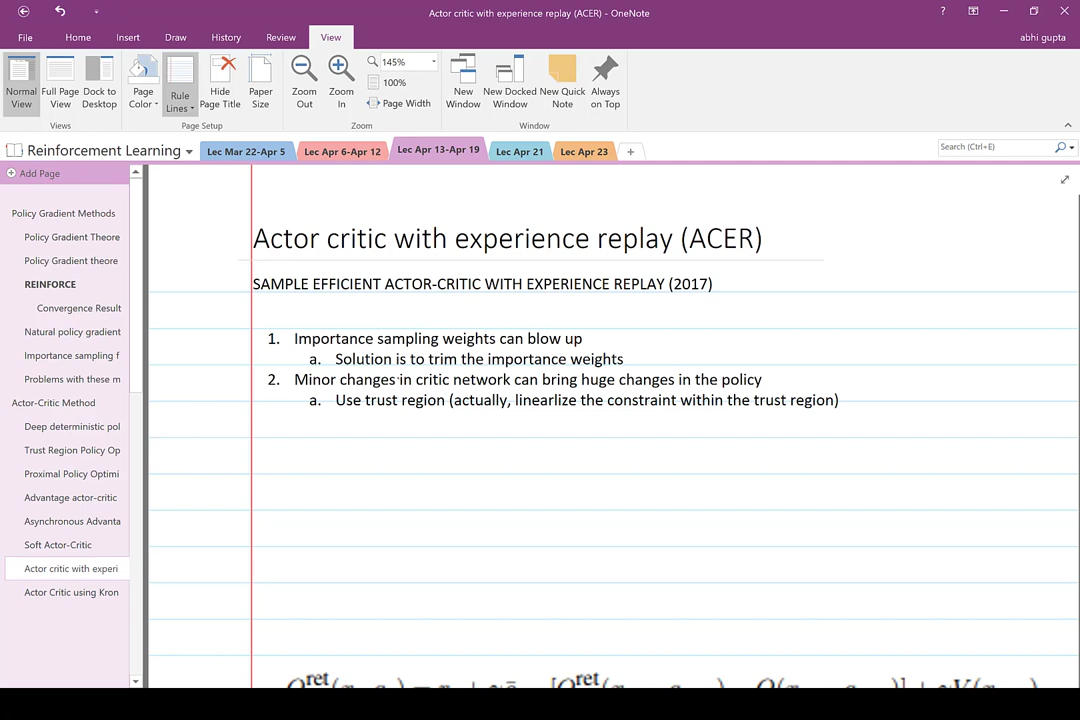 Actor critic with experience replay (ACER) - OneNote
?
File Home Insert Draw History Review View
abhi gupta
Normal View
Full Page View
Dock to Desktop
Page Color
Rule Lines
Hide Page Title
Paper Size
Zoom Out
Zoom In
145%
100%
Page Width
New Window
New Docked Window
New Quick Note
Always on Top
Views Page Setup Zoom Window
Reinforcement Learning
Lec Mar 22-Apr 5
Lec Apr 6-Apr 12
Lec Apr 13-Apr 19
Lec Apr 21
Lec Apr 23
+
Search (Ctrl+E)
Add Page
Policy Gradient Methods
Policy Gradient Theore
Policy Gradient theore
REINFORCE
Convergence Result
Natural policy gradient
Importance sampling f
Problems with these m
Actor-Critic Method
Deep deterministic pol
Trust Region Policy Op
Proximal Policy Optimi
Advantage actor-critic
Asynchronous Advanta
Soft Actor-Critic
Actor critic with experi
Actor Critic using Kron
Actor critic with experience replay (ACER)
SAMPLE EFFICIENT ACTOR-CRITIC WITH EXPERIENCE REPLAY (2017)
1. Importance sampling weights can blow up
a. Solution is to trim the importance weights
2. Minor changes in critic network can bring huge changes in the policy
a. Use trust region (actually, linearlize the constraint within the trust region)